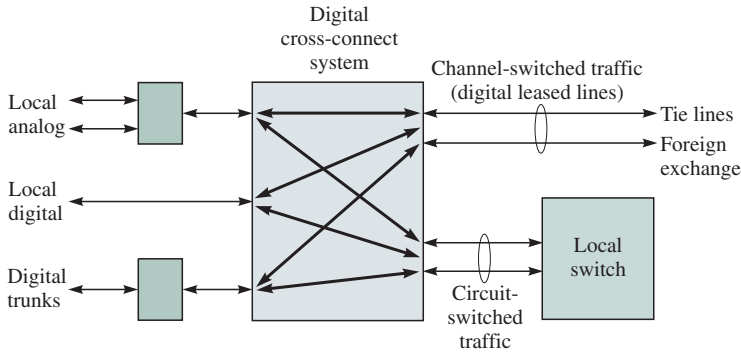 Digital
cross-connect
system
Channel-switched traffic
(digital leased lines)
Local
analog
Tie lines
Foreign
exchange
Local
digital
Local
switch
Digital
trunks
Circuit-
switched
traffic